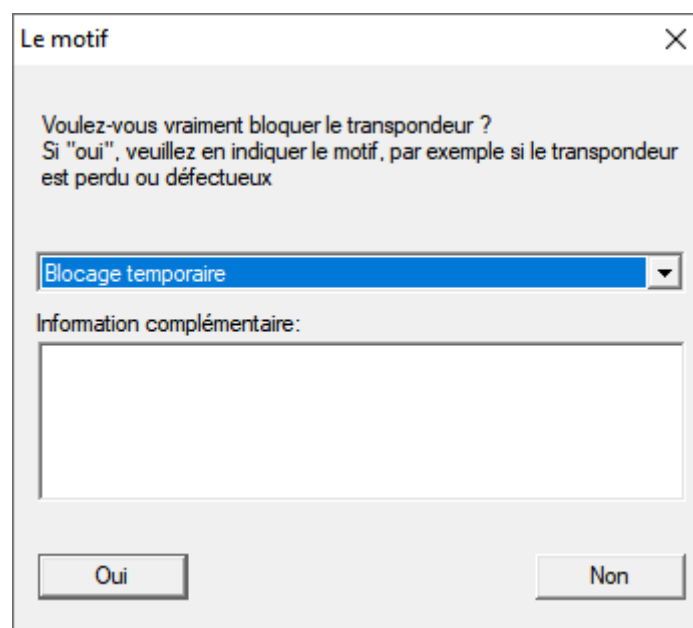 Le motif
Voulez-vous vraiment bloquer le transpondeur ?
Si "oui", veuillez en indiquer le motif, par exemple si le transpondeur
est perdu ou défectueux
Blocage temporaire
Information complémentaire:
Oui
Non